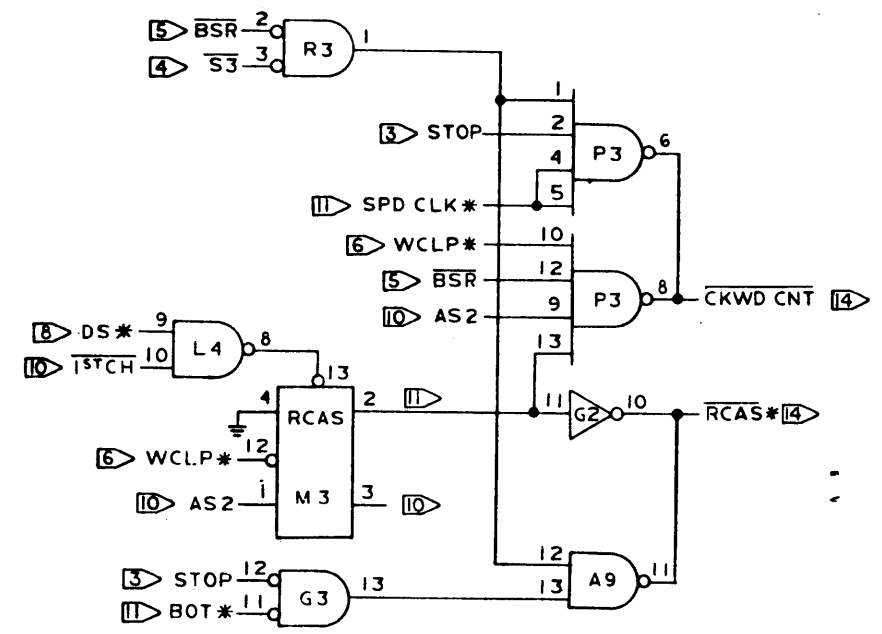 5 BSR 2
4 S3 3
R3 1
3 STOP 2
1
P3 6
4
11 SPD CLK* 5
6 WCLP* 10
5 BSR 12
P3 8 CKWD CNT 14
10 AS2 9
13
8 DS* 9
10 1ST CH 10
L4 8
13
4 RCAS 2 11
11 G2 10 RCAS* 14
6 WCLP* 12
10 AS2 1
M3 3 10
3 STOP 12
11 BOT* 11
G3 13
12
13
A9 11